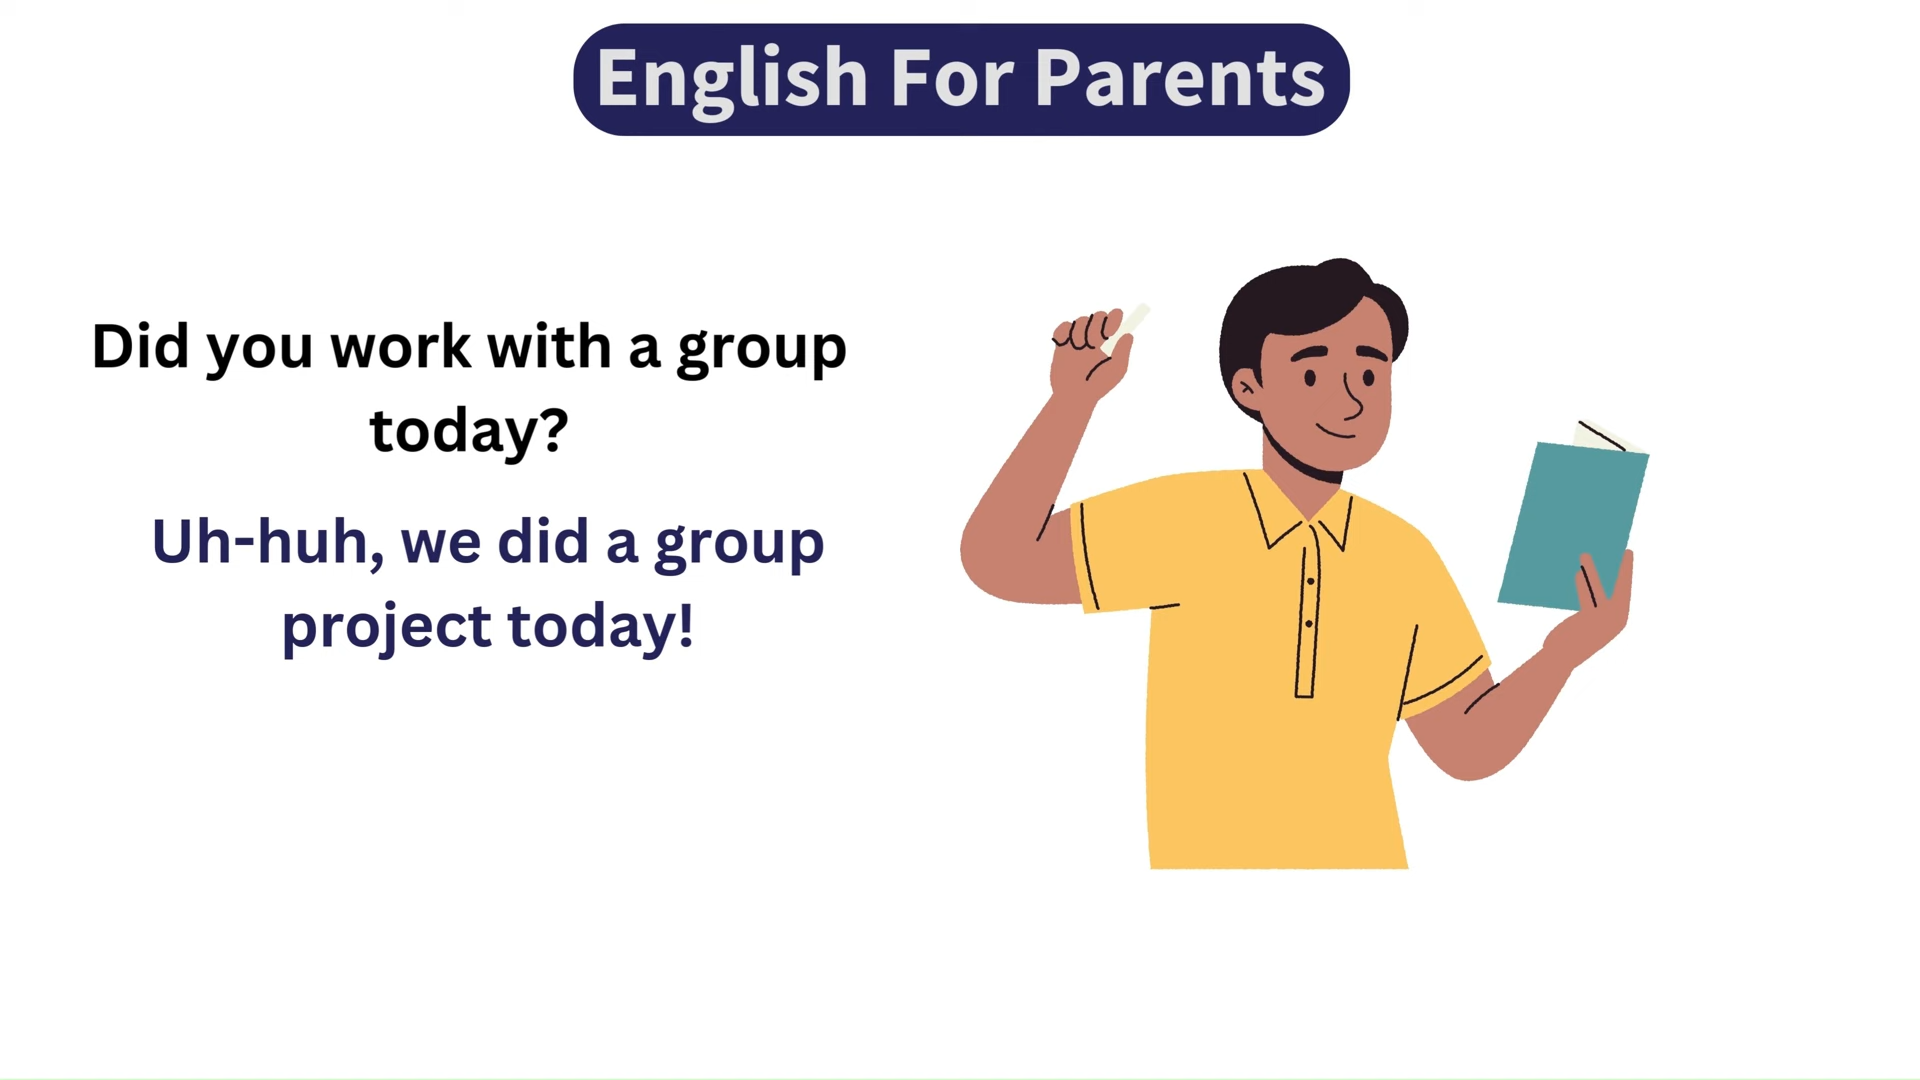 English For Parents
Did you work with a group
today?
Uh-huh, we did a group
project today!